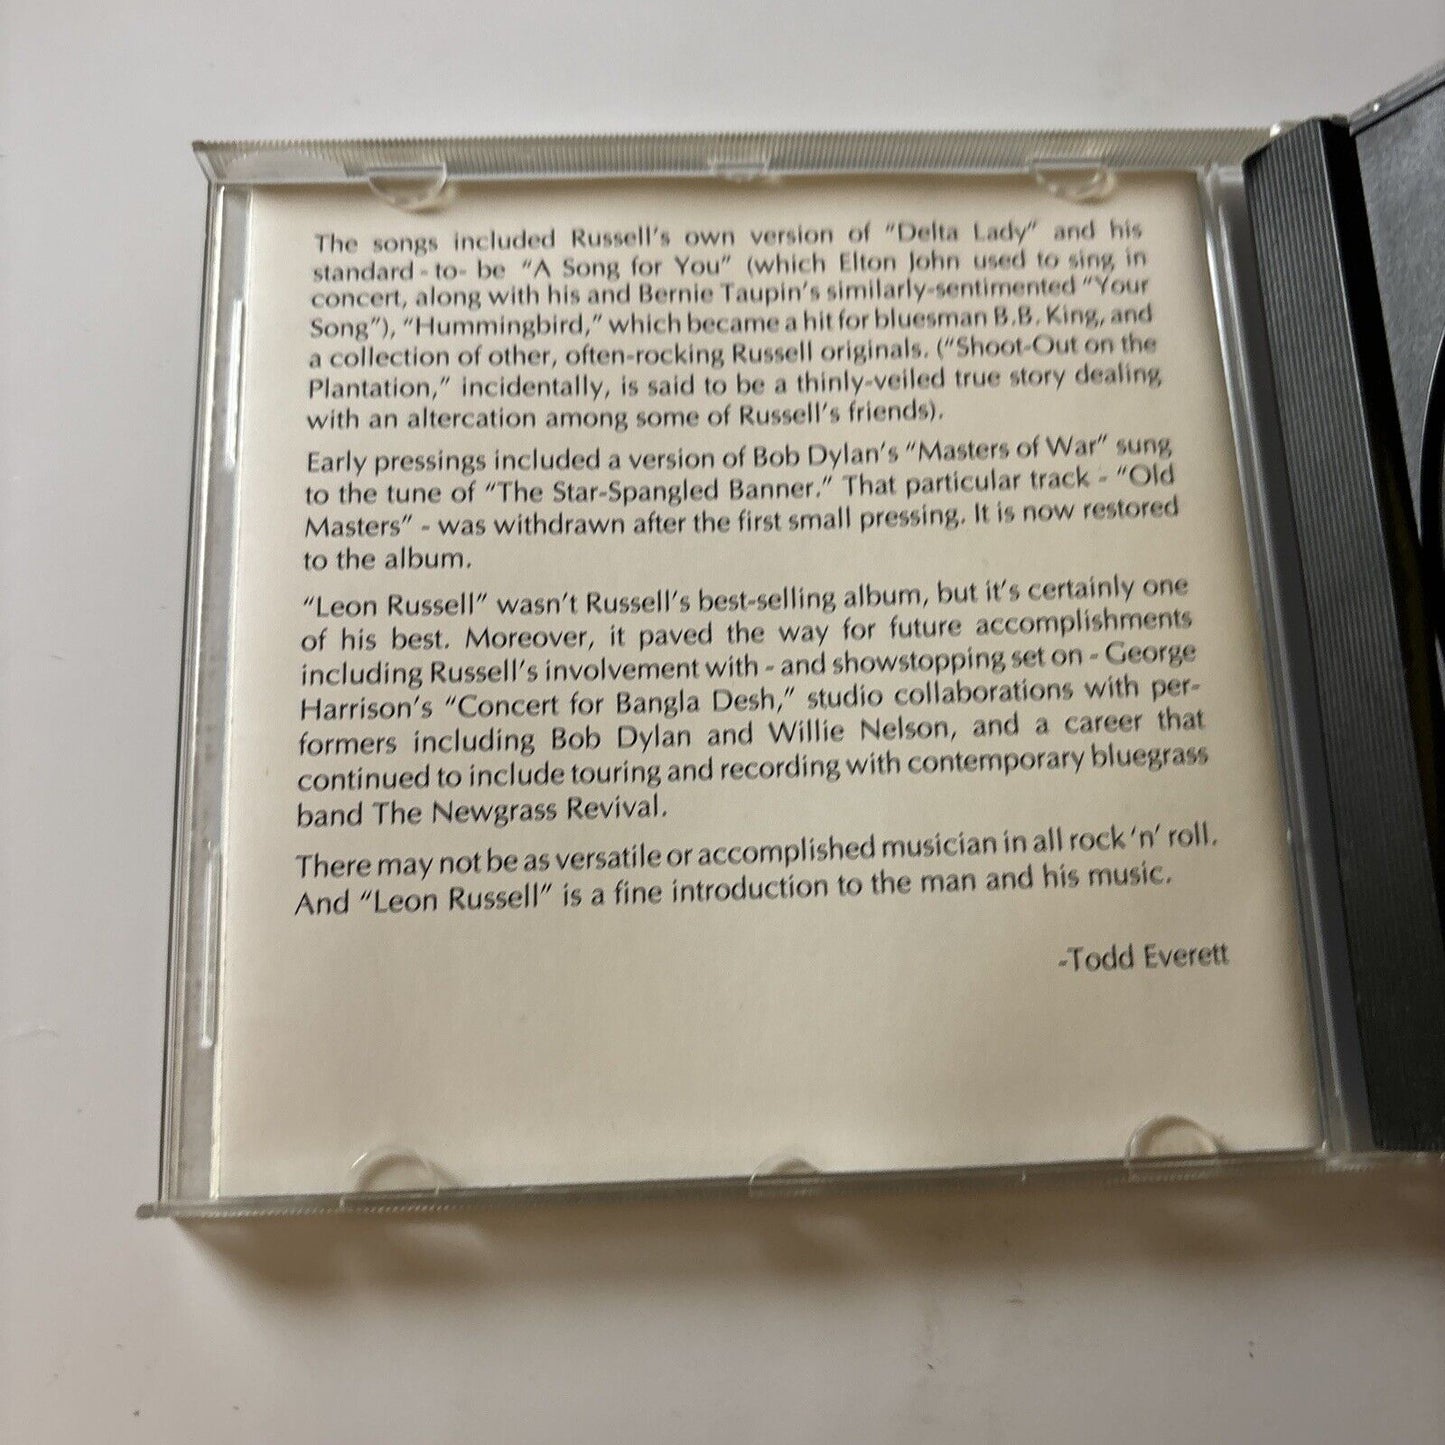 The songs included Russell's own version of "Delta Lady" and his
standard - to- be "A Song for You" (which Elton John used to sing in
concert, along with his and Bernie Taupin's similarly-sentimented "Your
Song"), "Hummingbird," which became a hit for bluesman B.B. King, and
a collection of other, often-rocking Russell originals. ("Shoot-Out on the
Plantation," incidentally, is said to be a thinly-veiled true story dealing
with an altercation among some of Russell's friends).
Early pressings included a version of Bob Dylan's "Masters of War" sung
to the tune of "The Star-Spangled Banner." That particular track - "Old
Masters" - was withdrawn after the first small pressing. It is now restored
to the album.
"Leon Russell" wasn't Russell's best-selling album, but it's certainly one
of his best. Moreover, it paved the way for future accomplishments
including Russell's involvement with - and showstopping set on - George
Harrison's "Concert for Bangla Desh," studio collaborations with per-
formers including Bob Dylan and Willie Nelson, and a career that
continued to include touring and recording with contemporary bluegrass
band The Newgrass Revival.
There may not be as versatile or accomplished musician in all rock 'n' roll.
And "Leon Russell" is a fine introduction to the man and his music.
-Todd Everett